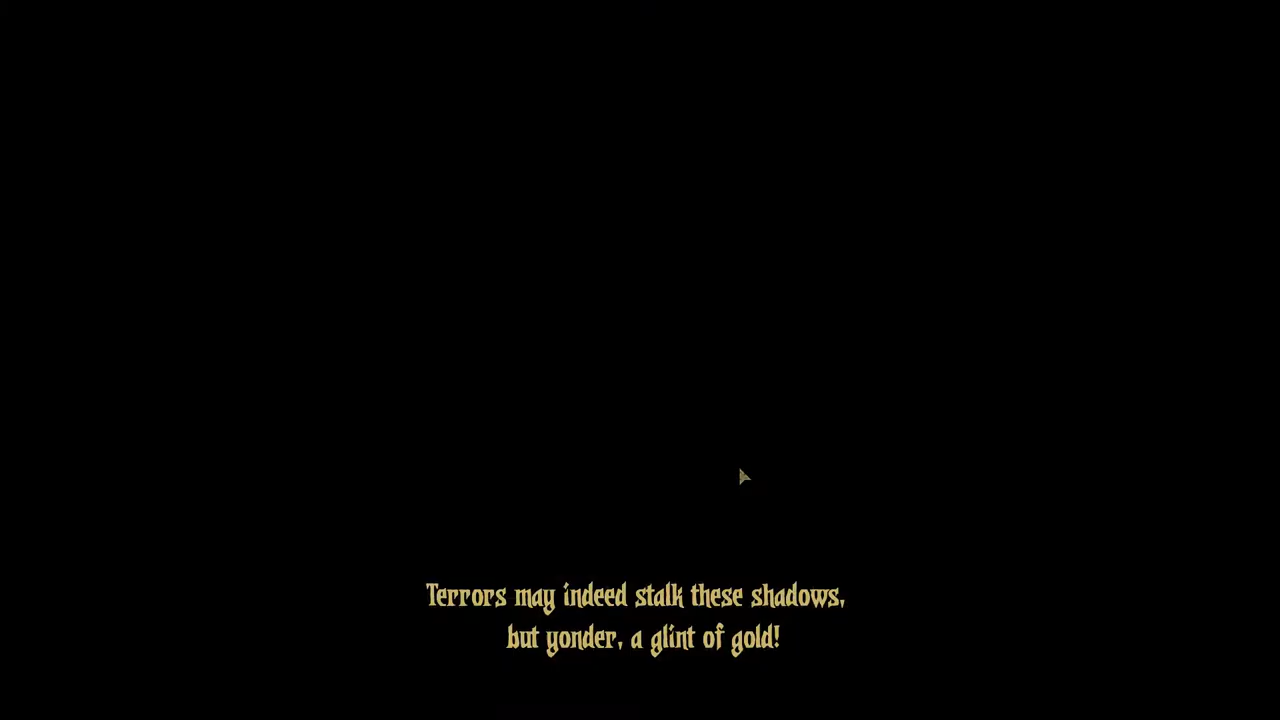 Terrors may indeed stalk these shadows,
but yonder, a glint of gold!